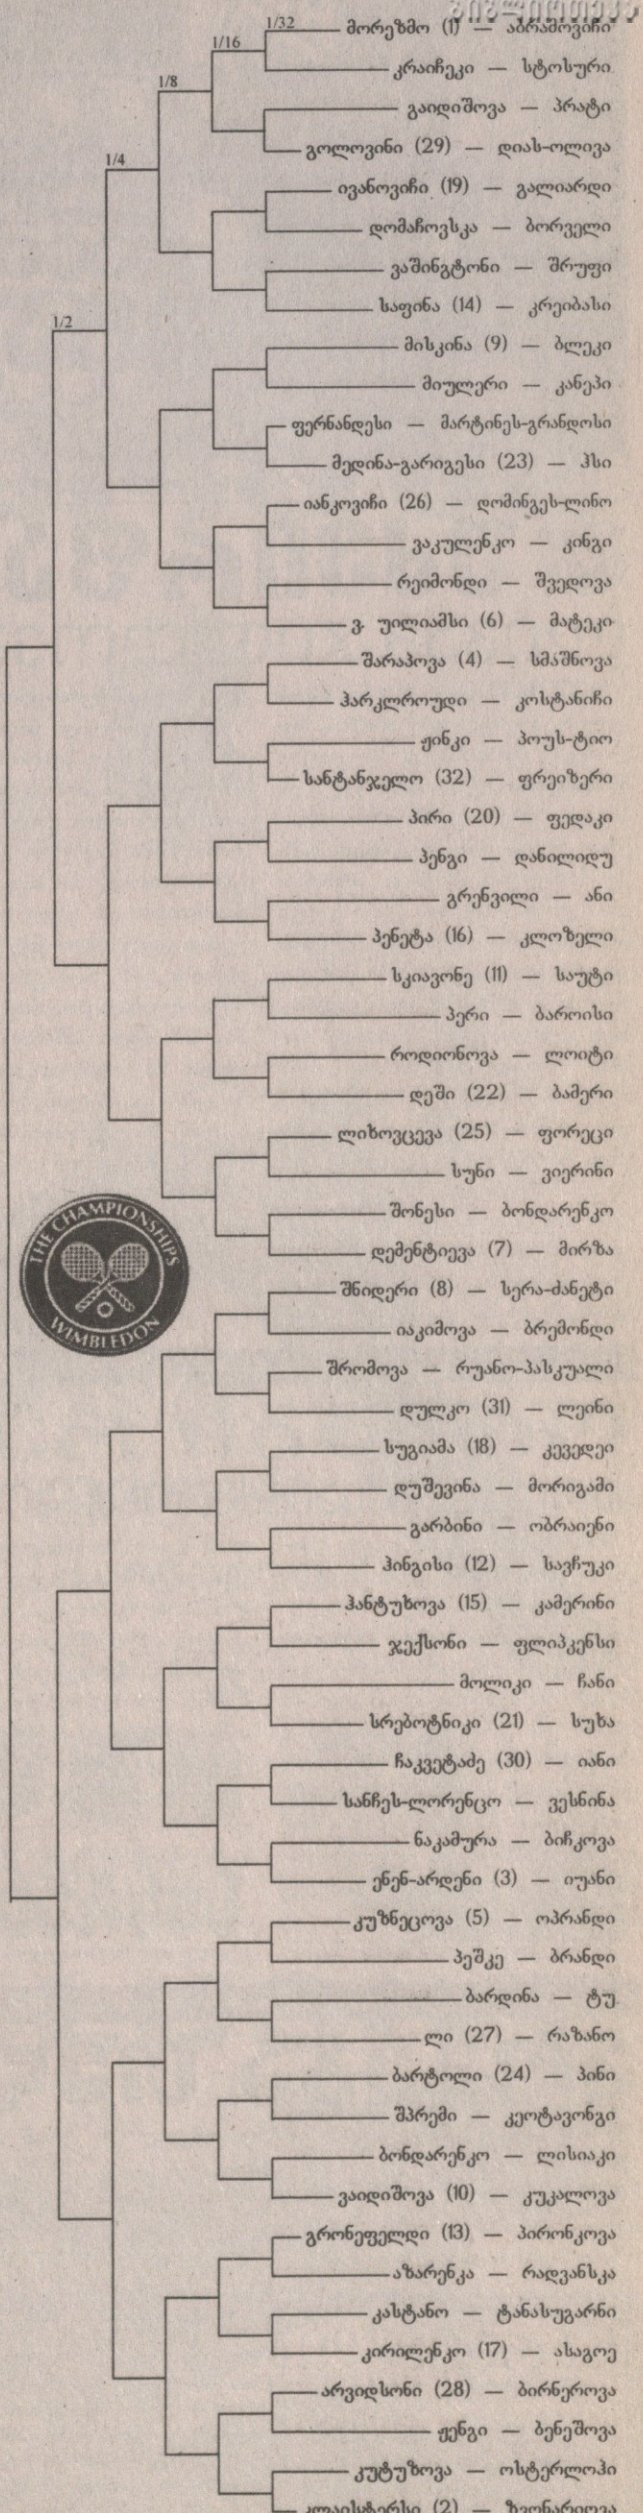 1/32
1/16
1/8
1/4
1/2
მორეზმო (1) — აბრამოვიჩი
კრაიჩეკი — სტოსური
გაიდიშოვა — პრატი
გოლოვინი (29) — დიას-ოლივა
ივანოვიჩი (19) — გალიარდი
დომაჩოვსკა — ბორველი
ვაშინგტონი — შრუფი
საფინა (14) — კრეიბასი
მისკინა (9) — ბლეკი
მიულერი — კანეპი
ფერნანდესი — მარტინეს-გრანდოსი
მედინა-გარიგესი (23) — ჰსი
იანკოვიჩი (26) — დომინგეს-ლინო
ვაკულენკო — კინგი
რეიმონდი — შვედოვა
ვ. უილიამსი (6) — მატეკი
შარაპოვა (4) — სმაშნოვა
ჰარკლროუდი — კოსტანიჩი
ჟინკი — პოუს-ტიო
სანტანჯელო (32) — ფრეიზერი
პირი (20) — ფედაკი
პენგი — დანილიდუ
გრენვილი — ანი
პენეტა (16) — კლოზელი
სკიავონე (11) — საუტი
პერი — ბაროისი
როდიონოვა — ლოიტი
დეში (22) — ბამერი
ლიხოვცევა (25) — ფორეცი
სუნი — ვიერინი
შონესი — ბონდარენკო
დემენტიევა (7) — მირზა
THE CHAMPIONSHIPS
WIMBLEDON
შნიდერი (8) — სერა-ძანეტი
იაკიმოვა — ბრემონდი
შრომოვა — რუანო-პასკუალი
დულკო (31) — ლეინი
სუგიამა (18) — კევედეი
დუშევინა — მორიგამი
გარბინი — ობრაიენი
ჰინგისი (12) — სავჩუკი
ჰანტუხოვა (15) — კამერინი
ჯექსონი — ფლიპკენსი
მოლიკი — ჩანი
სრებოტნიკი (21) — სუხა
ჩაკვეტაძე (30) — იანი
სანჩეს-ლორენცო — ვესნინა
ნაკამურა — ბიჩკოვა
ენენ-არდენი (3) — იუანი
კუზნეცოვა (5) — ოპრანდი
პეშკე — ბრანდი
ბარდინა — ტუ
ლი (27) — რაზანო
ბარტოლი (24) — პინი
შპრემი — კეოტავონგი
ბონდარენკო — ლისიაკი
ვაიდიშოვა (10) — კუკალოვა
გრონეფელდი (13) — პირონკოვა
აზარენკა — რადვანსკა
კასტანო — ტანასუგარნი
კირილენკო (17) — ასაგოე
არვიდსონი (28) — ბირნეროვა
ჟენგი — ბენეშოვა
კუტუზოვა — ოსტერლოჰი
კლაისტერსი (2) — ზვონარიოვა